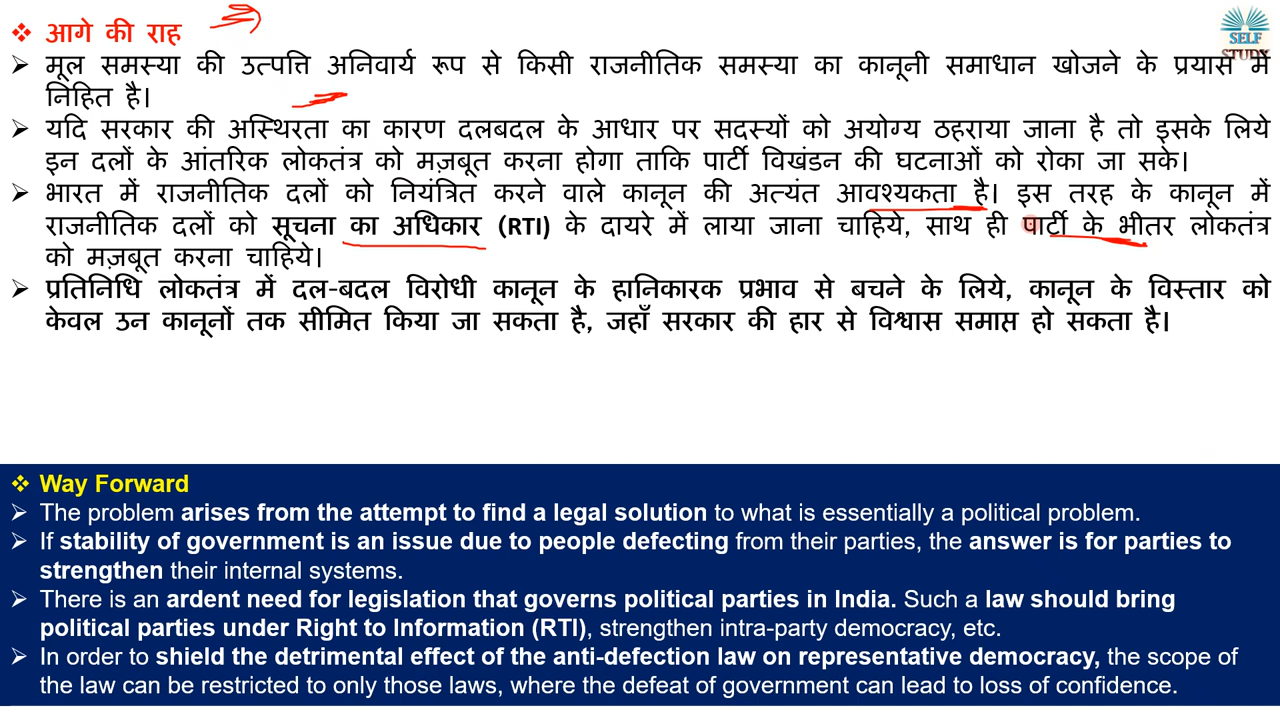 ❖ आगे की राह
SELF
STUDY
➢ मूल समस्या की उत्पत्ति अनिवार्य रूप से किसी राजनीतिक समस्या का कानूनी समाधान खोजने के प्रयास में
निहित है।
➢ यदि सरकार की अस्थिरता का कारण दलबदल के आधार पर सदस्यों को अयोग्य ठहराया जाना है तो इसके लिये
इन दलों के आंतरिक लोकतंत्र को मज़बूत करना होगा ताकि पार्टी विखंडन की घटनाओं को रोका जा सके।
➢ भारत में राजनीतिक दलों को नियंत्रित करने वाले कानून की अत्यंत आवश्यकता है। इस तरह के कानून में
राजनीतिक दलों को सूचना का अधिकार (RTI) के दायरे में लाया जाना चाहिये, साथ ही पार्टी के भीतर लोकतंत्र
को मज़बूत करना चाहिये।
➢ प्रतिनिधि लोकतंत्र में दल-बदल विरोधी कानून के हानिकारक प्रभाव से बचने के लिये, कानून के विस्तार को
केवल उन कानूनों तक सीमित किया जा सकता है, जहाँ सरकार की हार से विश्वास समाप्त हो सकता है।
❖ Way Forward
➢ The problem arises from the attempt to find a legal solution to what is essentially a political problem.
➢ If stability of government is an issue due to people defecting from their parties, the answer is for parties to
strengthen their internal systems.
➢ There is an ardent need for legislation that governs political parties in India. Such a law should bring
political parties under Right to Information (RTI), strengthen intra-party democracy, etc.
➢ In order to shield the detrimental effect of the anti-defection law on representative democracy, the scope of
the law can be restricted to only those laws, where the defeat of government can lead to loss of confidence.